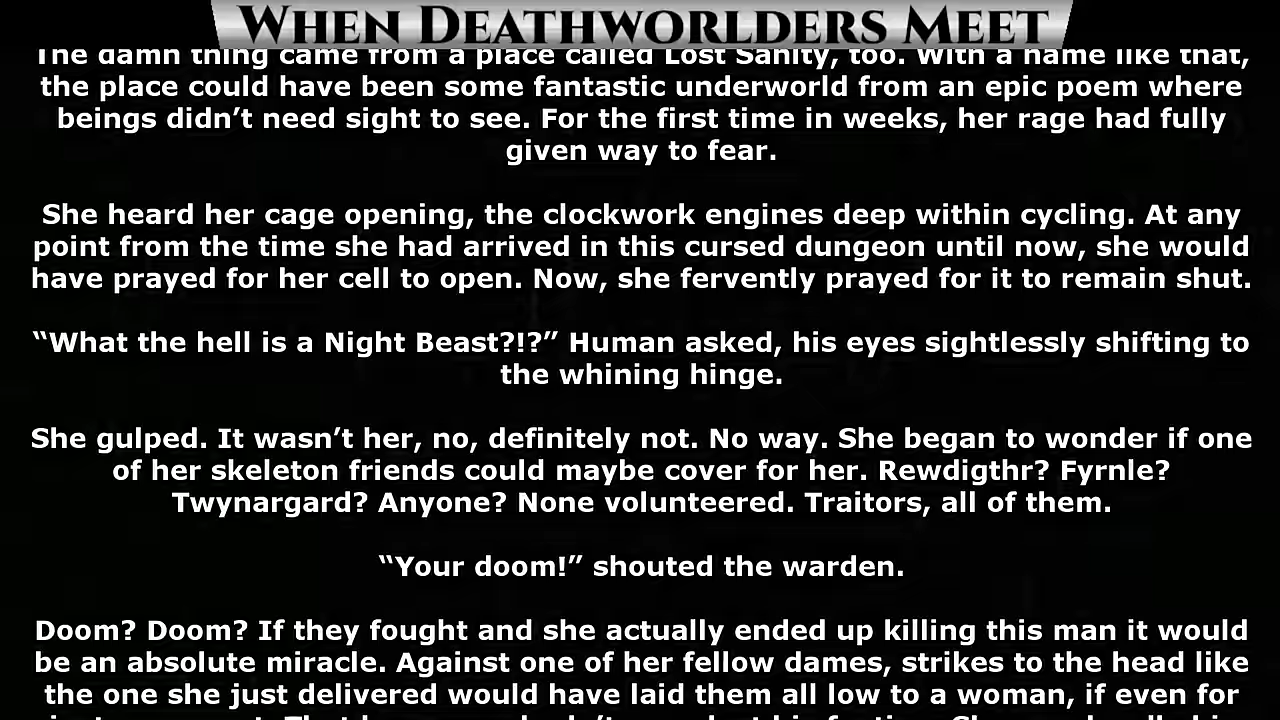 WHEN DEATHWORLDERS MEET
The damn thing came from a place called Lost Sanity, too. With a name like that,
the place could have been some fantastic underworld from an epic poem where
beings didn’t need sight to see. For the first time in weeks, her rage had fully
given way to fear.
She heard her cage opening, the clockwork engines deep within cycling. At any
point from the time she had arrived in this cursed dungeon until now, she would
have prayed for her cell to open. Now, she fervently prayed for it to remain shut.
“What the hell is a Night Beast?!?” Human asked, his eyes sightlessly shifting to
the whining hinge.
She gulped. It wasn’t her, no, definitely not. No way. She began to wonder if one
of her skeleton friends could maybe cover for her. Rewdigthr? Fyrnle?
Twynargard? Anyone? None volunteered. Traitors, all of them.
“Your doom!” shouted the warden.
Doom? Doom? If they fought and she actually ended up killing this man it would
be an absolute miracle. Against one of her fellow dames, strikes to the head like
the one she just delivered would have laid them all low to a woman, if even for